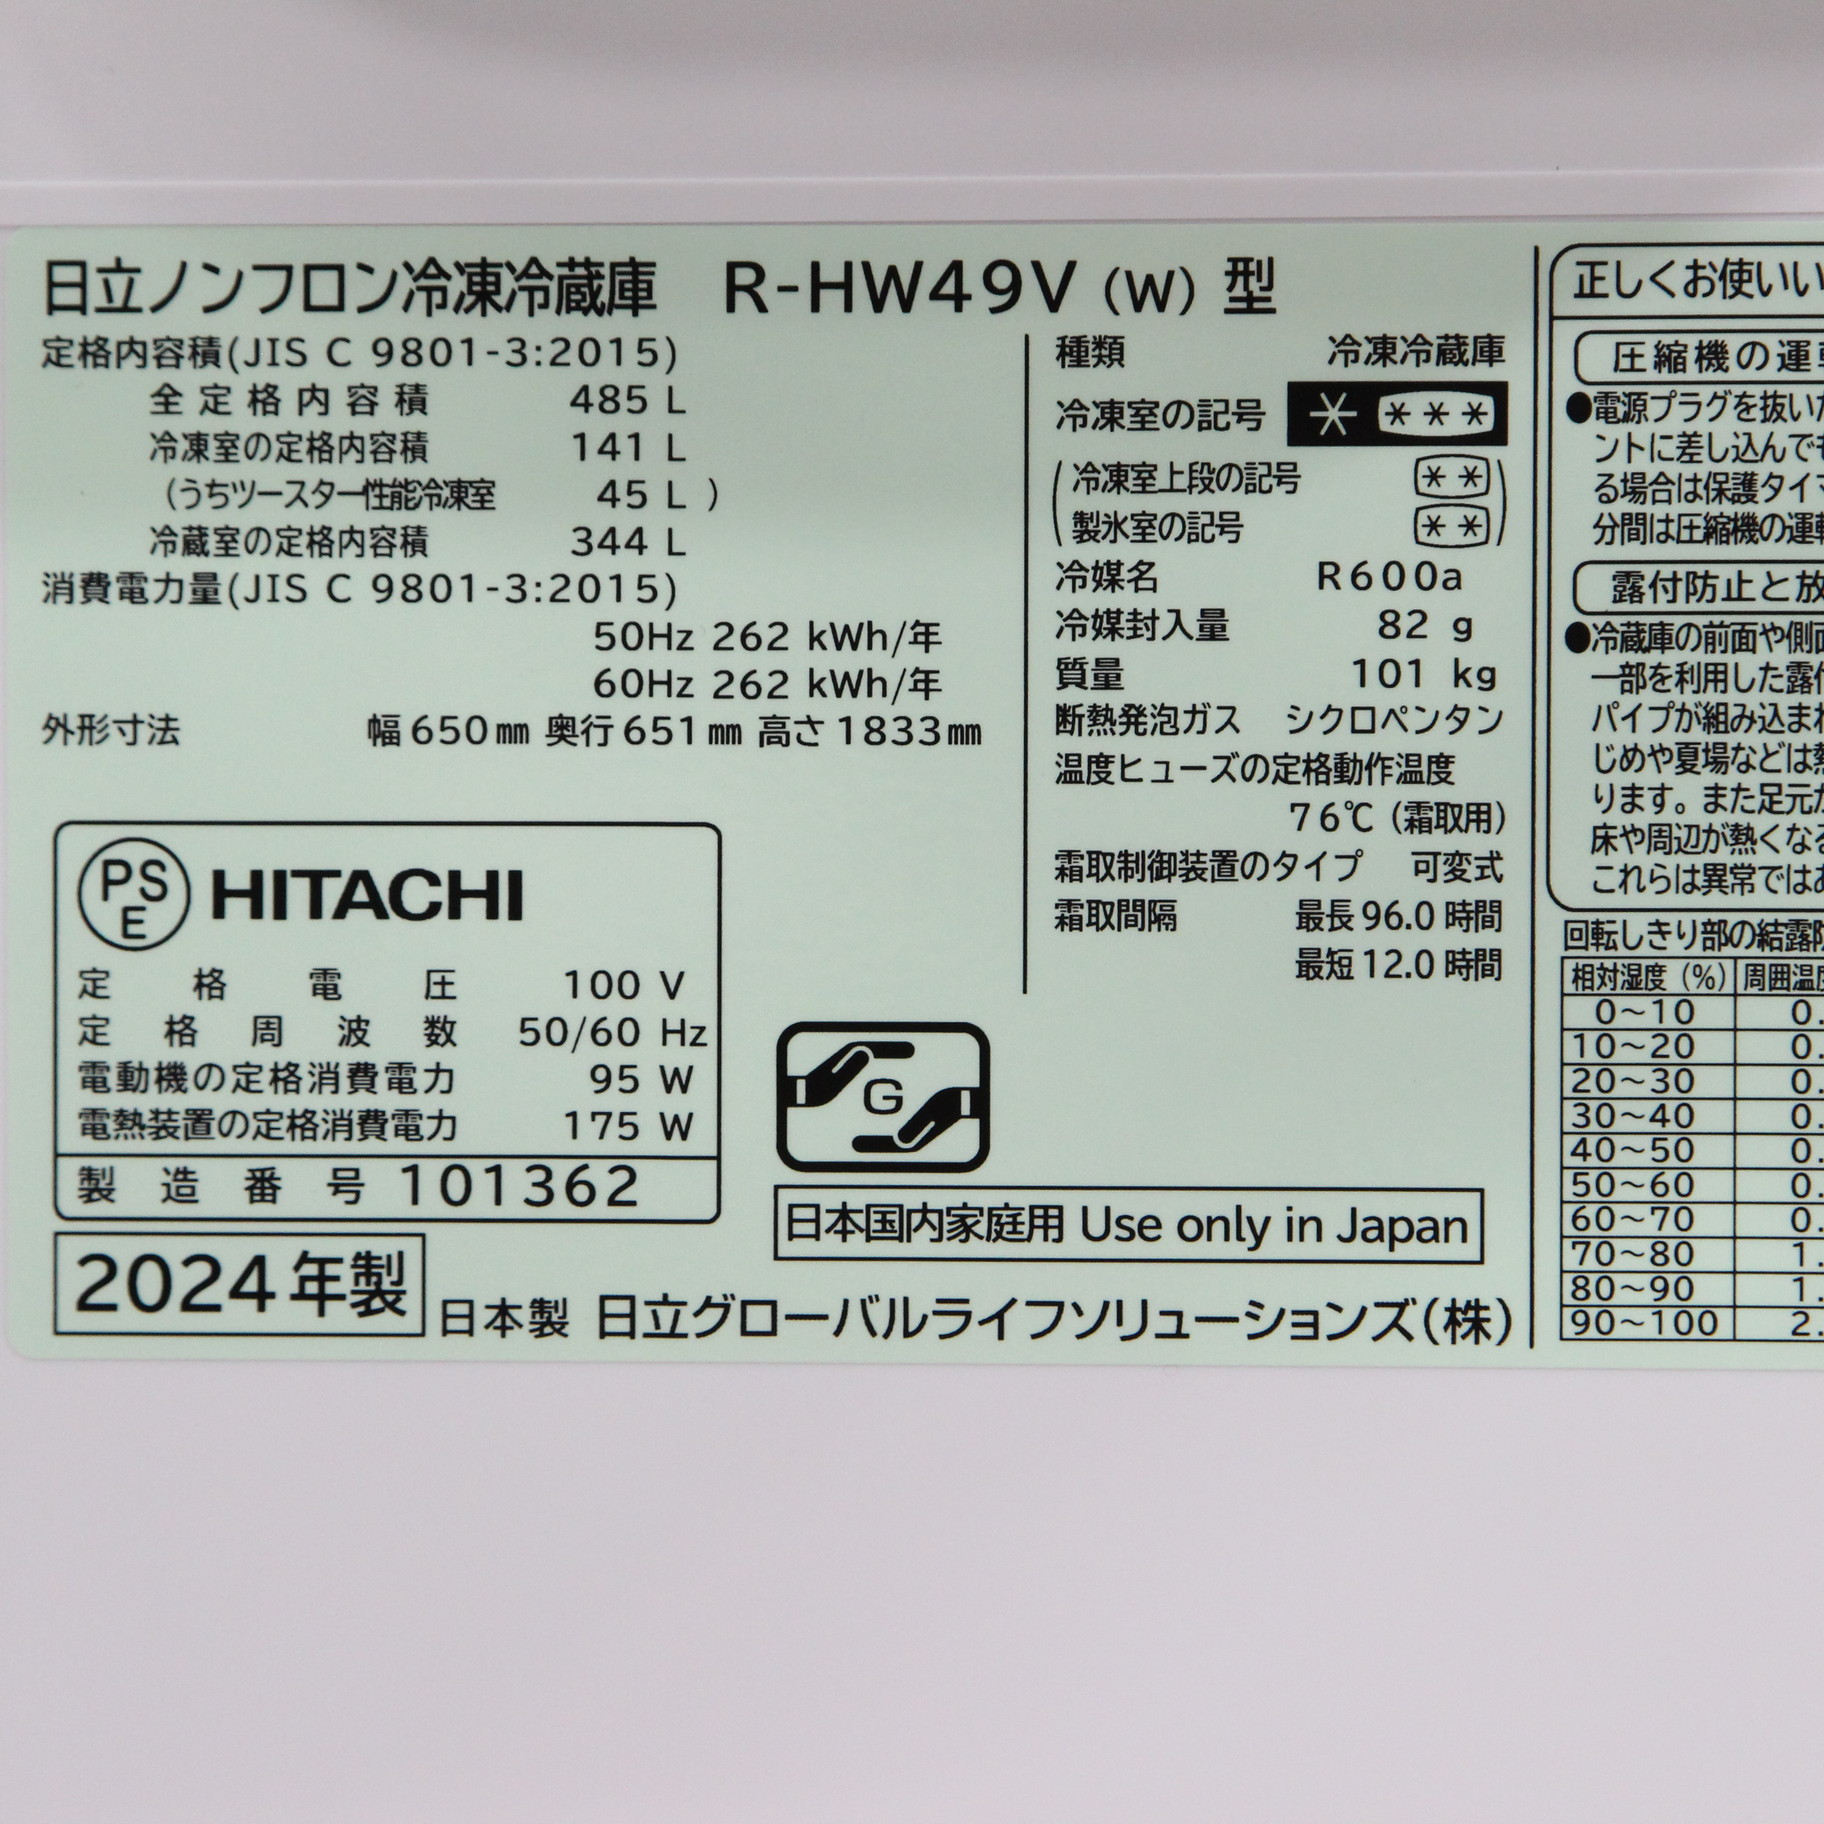 日立ノンフロン冷凍冷蔵庫 R-HW49V (W) 型
定格内容積(JIS C 9801-3:2015)
全定格内容積 485 L
冷凍室の定格内容積 141 L
(うちツースター性能冷凍室 45 L )
冷蔵室の定格内容積 344 L
消費電力量(JIS C 9801-3:2015)
50Hz 262 kWh/年
60Hz 262 kWh/年
外形寸法 幅650㎜ 奥行651㎜ 高さ1833㎜
PSE HITACHI
定格電圧 100 V
定格周波数 50/60 Hz
電動機の定格消費電力 95 W
電熱装置の定格消費電力 175 W
製造番号 101362
2024年製
日本製 日立グローバルライフソリューションズ(株)
種類 冷凍冷蔵庫
冷凍室の記号 * ***
(冷凍室上段の記号 **
製氷室の記号 **)
冷媒名 R600a
冷媒封入量 82 g
質量 101 kg
断熱発泡ガス シクロペンタン
温度ヒューズの定格動作温度
76℃ (霜取用)
霜取制御装置のタイプ 可変式
霜取間隔 最長96.0時間
最短12.0時間
G
日本国内家庭用 Use only in Japan
正しくお使いい
圧縮機の運
●電源プラグを抜い
ントに差し込んでも
る場合は保護タイマ
分間は圧縮機の運
露付防止と放
●冷蔵庫の前面や側
一部を利用した露
パイプが組み込ま
じめや夏場などは
ります。また足元
床や周辺が熱くな
これらは異常では
回転しきり部の結露
相対湿度(%) 周囲温
0~10 0.
10~20 0.
20~30 0.
30~40 0.
40~50 0.
50~60 0.
60~70 0.
70~80 1.
80~90 1.
90~100 2.